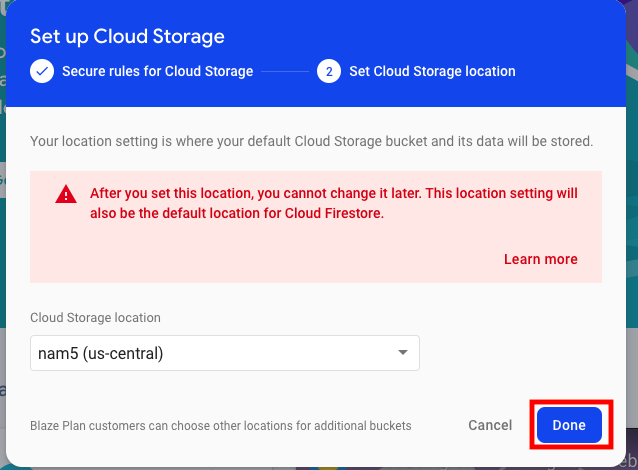 Set up Cloud Storage
Secure rules for Cloud Storage
2 Set Cloud Storage location
Your location setting is where your default Cloud Storage bucket and its data will be stored.
After you set this location, you cannot change it later. This location setting will
also be the default location for Cloud Firestore.
Learn more
Cloud Storage location
nam5 (us-central)
Blaze Plan customers can choose other locations for additional buckets
Cancel
Done